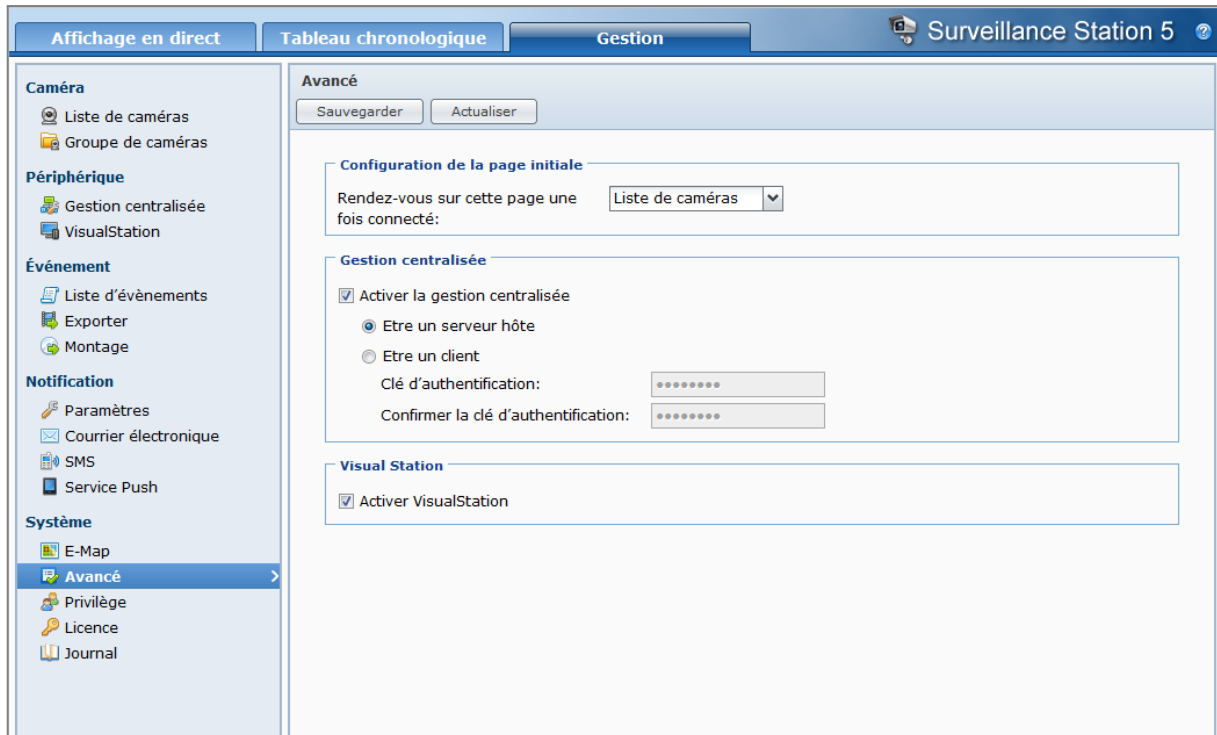 Affichage en direct
Tableau chronologique
Gestion
Surveillance Station 5
?
Caméra
Liste de caméras
Groupe de caméras
Périphérique
Gestion centralisée
VisualStation
Événement
Liste d'évènements
Exporter
Montage
Notification
Paramètres
Courrier électronique
SMS
Service Push
Système
E-Map
Avancé
Privilège
Licence
Journal
Avancé
Sauvegarder
Actualiser
Configuration de la page initiale
Rendez-vous sur cette page une
fois connecté:
Liste de caméras
Gestion centralisée
Activer la gestion centralisée
Etre un serveur hôte
Etre un client
Clé d'authentification:
Confirmer la clé d'authentification:
Visual Station
Activer VisualStation